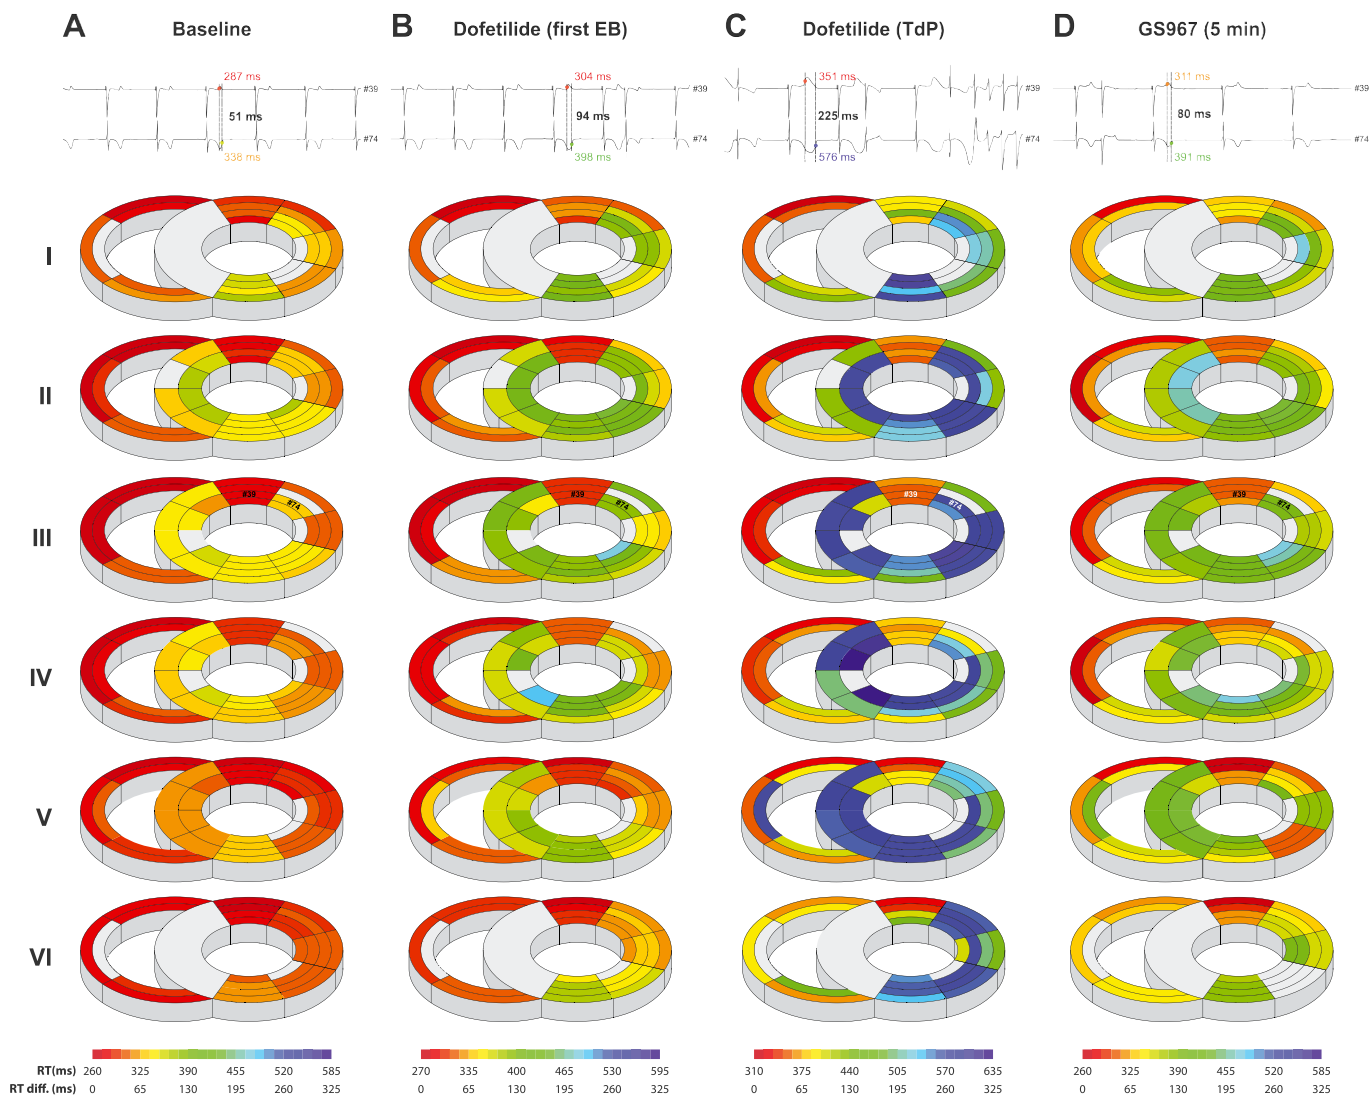 A Baseline B Dofetilide (first EB) C Dofetilide (TdP) D GS967 (5 min)
287 ms 304 ms 351 ms 311 ms
#39 #39 #39 #39
51 ms 94 ms 225 ms 80 ms
#74 #74 #74 #74
338 ms 398 ms 576 ms 391 ms
I
II
III #39 #74 #39 #74 #39 #74 #39 #74
IV
V
VI
RT(ms) 260 325 390 455 520 585 270 335 400 465 530 595 310 375 440 505 570 635 260 325 390 455 520 585
RT diff. (ms) 0 65 130 195 260 325 0 65 130 195 260 325 0 65 130 195 260 325 0 65 130 195 260 325